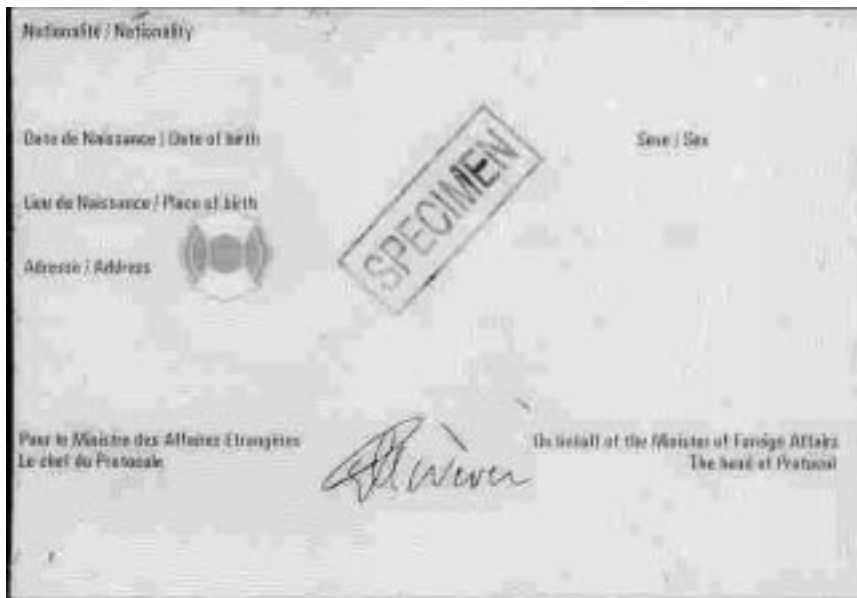 Nationalité / Nationality
Date de Naissance / Date of birth
Sexe / Sex
Lieu de Naissance / Place of birth
Adresse / Address
SPECIMEN
Pour le Ministre des Affaires Etrangères
On behalf of the Minister of Foreign Affairs
Le chef du Protocole
The head of Protocol